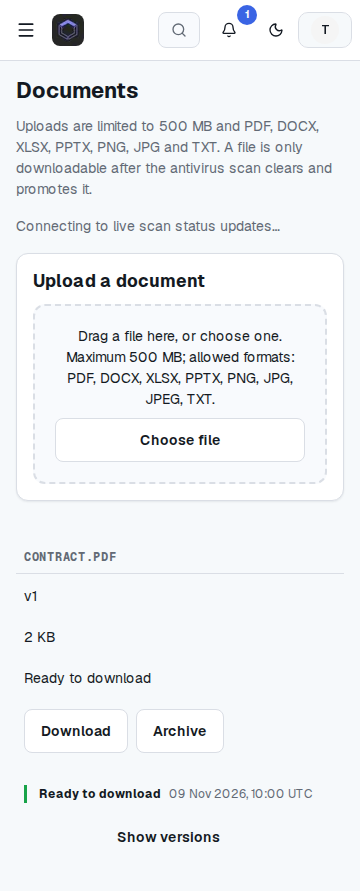 1
T
Documents
Uploads are limited to 500 MB and PDF, DOCX,
XLSX, PPTX, PNG, JPG and TXT. A file is only
downloadable after the antivirus scan clears and
promotes it.
Connecting to live scan status updates…
Upload a document
Drag a file here, or choose one.
Maximum 500 MB; allowed formats:
PDF, DOCX, XLSX, PPTX, PNG, JPG,
JPEG, TXT.
Choose file
CONTRACT.PDF
v1
2 KB
Ready to download
Download Archive
Ready to download 09 Nov 2026, 10:00 UTC
Show versions